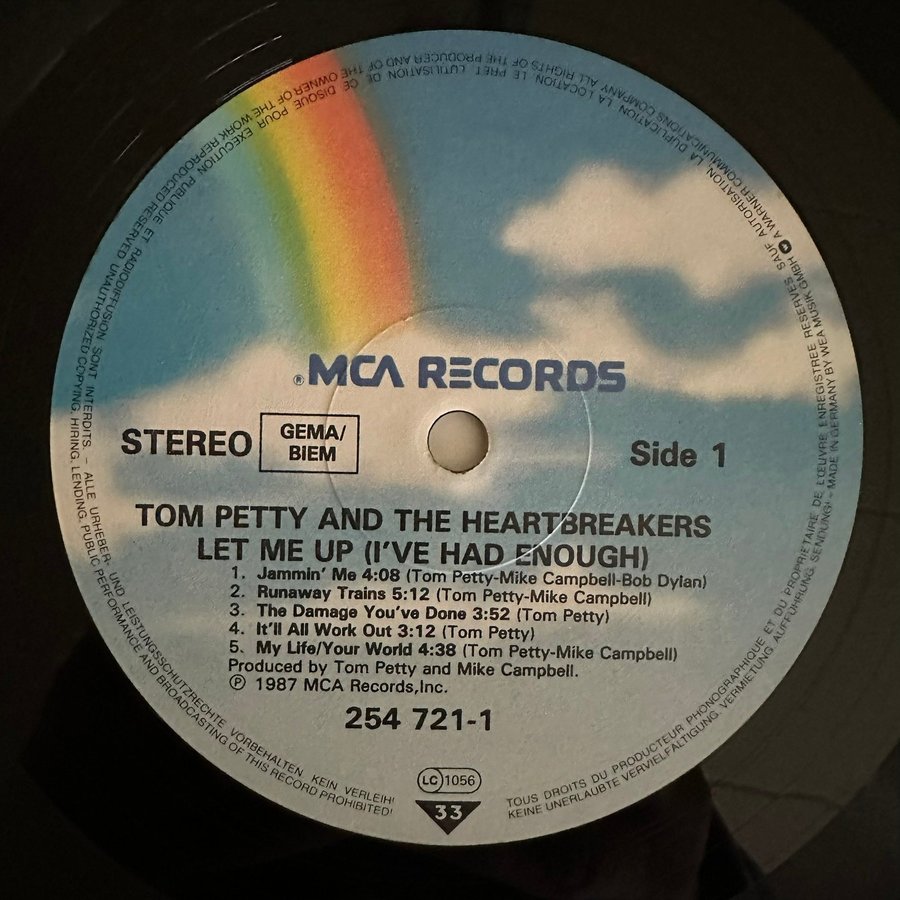 ®MCA RECORDS
STEREO
GEMA/
BIEM
Side 1
TOM PETTY AND THE HEARTBREAKERS
LET ME UP (I'VE HAD ENOUGH)
1. Jammin' Me 4:08 (Tom Petty-Mike Campbell-Bob Dylan)
2. Runaway Trains 5:12 (Tom Petty-Mike Campbell)
3. The Damage You've Done 3:52 (Tom Petty)
4. It'll All Work Out 3:12 (Tom Petty)
5. My Life/Your World 4:38 (Tom Petty-Mike Campbell)
Produced by Tom Petty and Mike Campbell.
℗ 1987 MCA Records,Inc.
254 721-1
LC 1056
33
TOUS DROITS DU PRODUCTEUR PHONOGRAPHIQUE ET DU PROPRIETAIRE DE L'ŒUVRE ENREGISTREE RESERVES SAUF AUTORISATION, LA DUPLICATION, LA LOCATION, LE PRET, L'UTILISATION DE CE DISQUE POUR EXECUTION PUBLIQUE ET RADIODIFFUSION SONT INTERDITS. – ALLE URHEBER- UND LEISTUNGSSCHUTZRECHTE VORBEHALTEN KEIN VERLEIH!
KEINE UNERLAUBTE VERVIELFÄLTIGUNG, VERMIETUNG, AUFFÜHRUNG, SENDUNG! – MADE IN GERMANY BY WEA MUSIK GMBH A WARNER COMMUNICATIONS COMPANY ALL RIGHTS OF THE PRODUCER AND OF THE OWNER OF THE WORK REPRODUCED RESERVED UNAUTHORIZED COPYING, HIRING, LENDING, PUBLIC PERFORMANCE AND BROADCASTING OF THIS RECORD PROHIBITED!